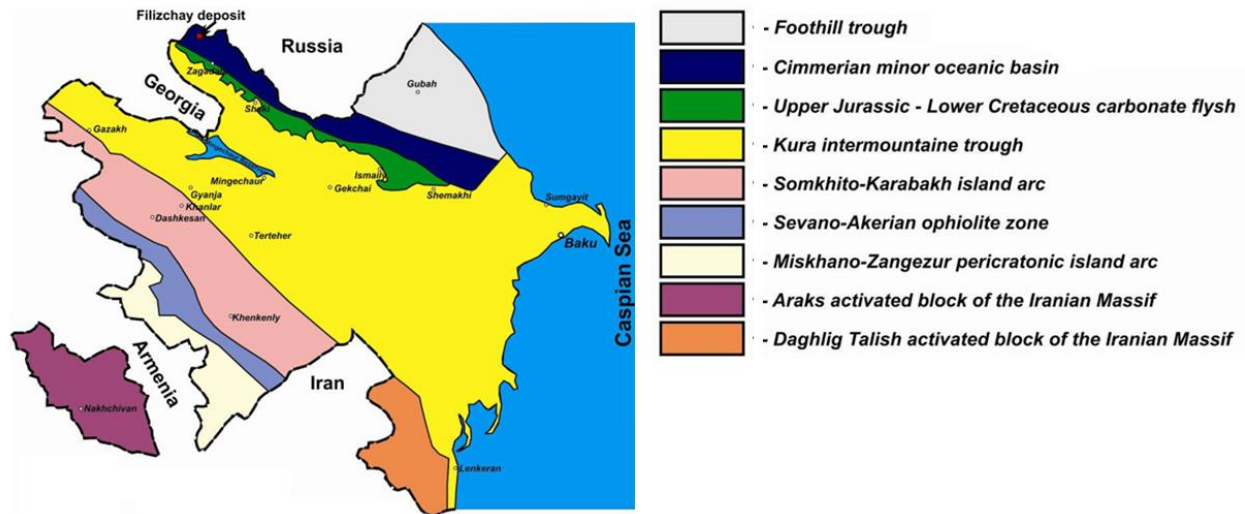 Filizchay deposit
Russia
Zagadala
Gubah
Georgia
Sheki
Gazakh
Mingechaur
Gyanja
Khanlar
Dashkesan
Gekchai
Ismaily
Shemakhi
Sumgayit
Terteher
Baku
Caspian Sea
Khenkenly
Armenia
Iran
Nakhchivan
Lenkeran
- Foothill trough
- Cimmerian minor oceanic basin
- Upper Jurassic - Lower Cretaceous carbonate flysh
- Kura intermountaine trough
- Somkhito-Karabakh island arc
- Sevano-Akerian ophiolite zone
- Miskhano-Zangezur pericratonic island arc
- Araks activated block of the Iranian Massif
- Daghlig Talish activated block of the Iranian Massif